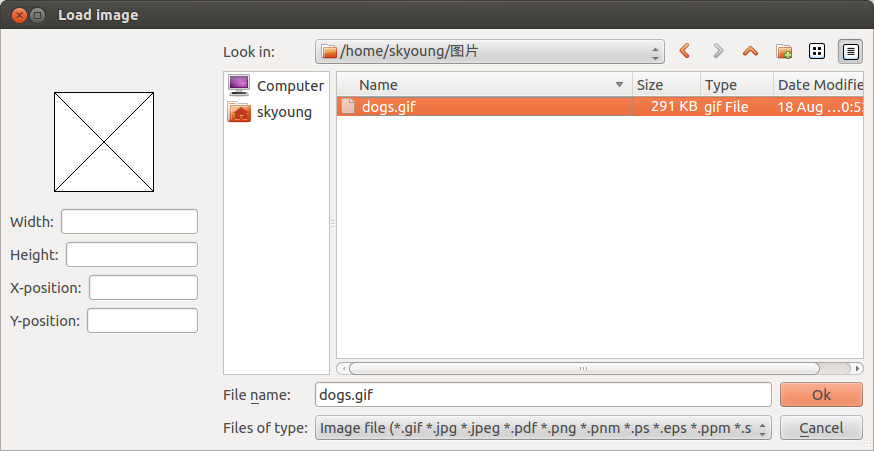 Load image
Look in: /home/skyoung/图片
Computer
skyoung
Name Size Type Date Modifie
dogs.gif 291 KB gif File 18 Aug ...0:5
Width:
Height:
X-position:
Y-position:
File name: dogs.gif Ok
Files of type: Image file (*.gif *.jpg *.jpeg *.pdf *.png *.pnm *.ps *.eps *.ppm *.s Cancel